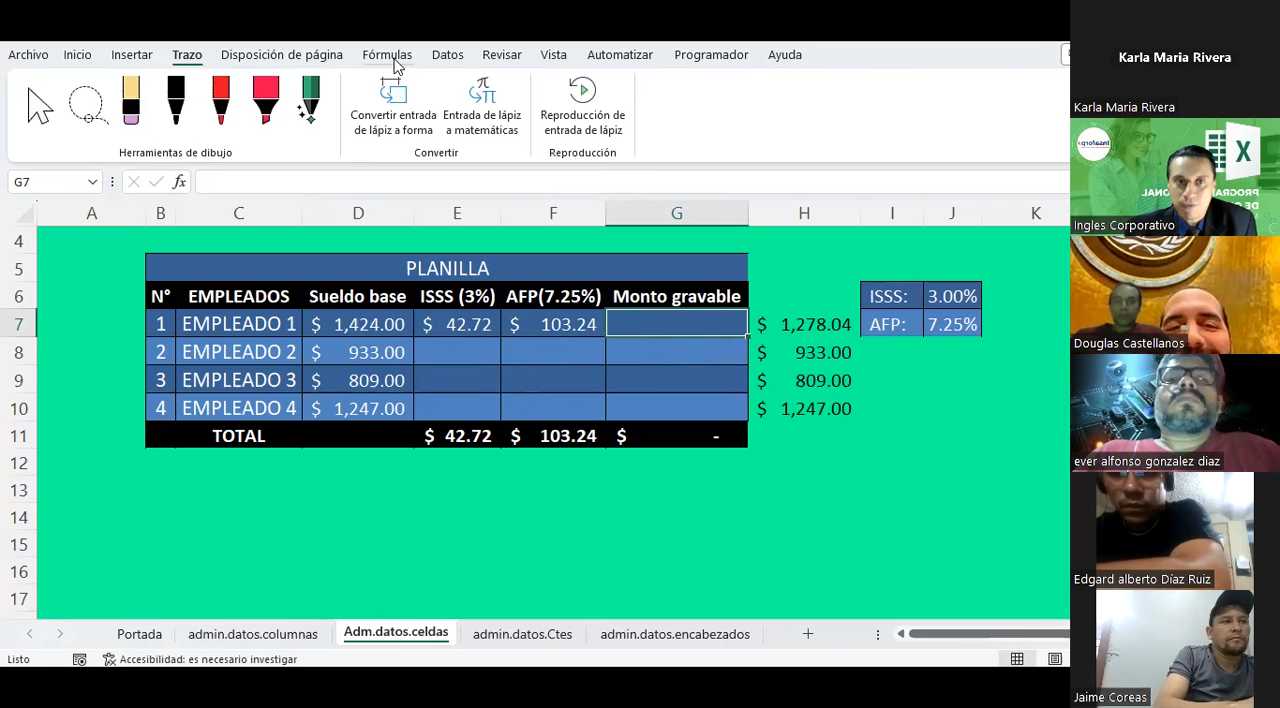 Archivo Inicio Insertar Trazo Disposición de página Fórmulas Datos Revisar Vista Automatizar Programador Ayuda
Convertir entrada de lápiz a forma
Entrada de lápiz a matemáticas
Reproducción de entrada de lápiz
Herramientas de dibujo Convertir Reproducción
G7 fx
A B C D E F G H I J K
4
5 PLANILLA
6 N° EMPLEADOS Sueldo base ISSS (3%) AFP(7.25%) Monto gravable ISSS: 3.00%
7 1 EMPLEADO 1 $ 1,424.00 $ 42.72 $ 103.24 $ 1,278.04 AFP: 7.25%
8 2 EMPLEADO 2 $ 933.00 $ 933.00
9 3 EMPLEADO 3 $ 809.00 $ 809.00
10 4 EMPLEADO 4 $ 1,247.00 $ 1,247.00
11 TOTAL $ 42.72 $ 103.24 $ -
12
13
14
15
16
17
Portada admin.datos.columnas Adm.datos.celdas admin.datos.Ctes admin.datos.encabezados
Listo Accesibilidad: es necesario investigar
Karla Maria Rivera
Karla Maria Rivera
Ingles Corporativo
Douglas Castellanos
ever alfonso gonzalez diaz
Edgard alberto Díaz Ruiz
Jaime Coreas